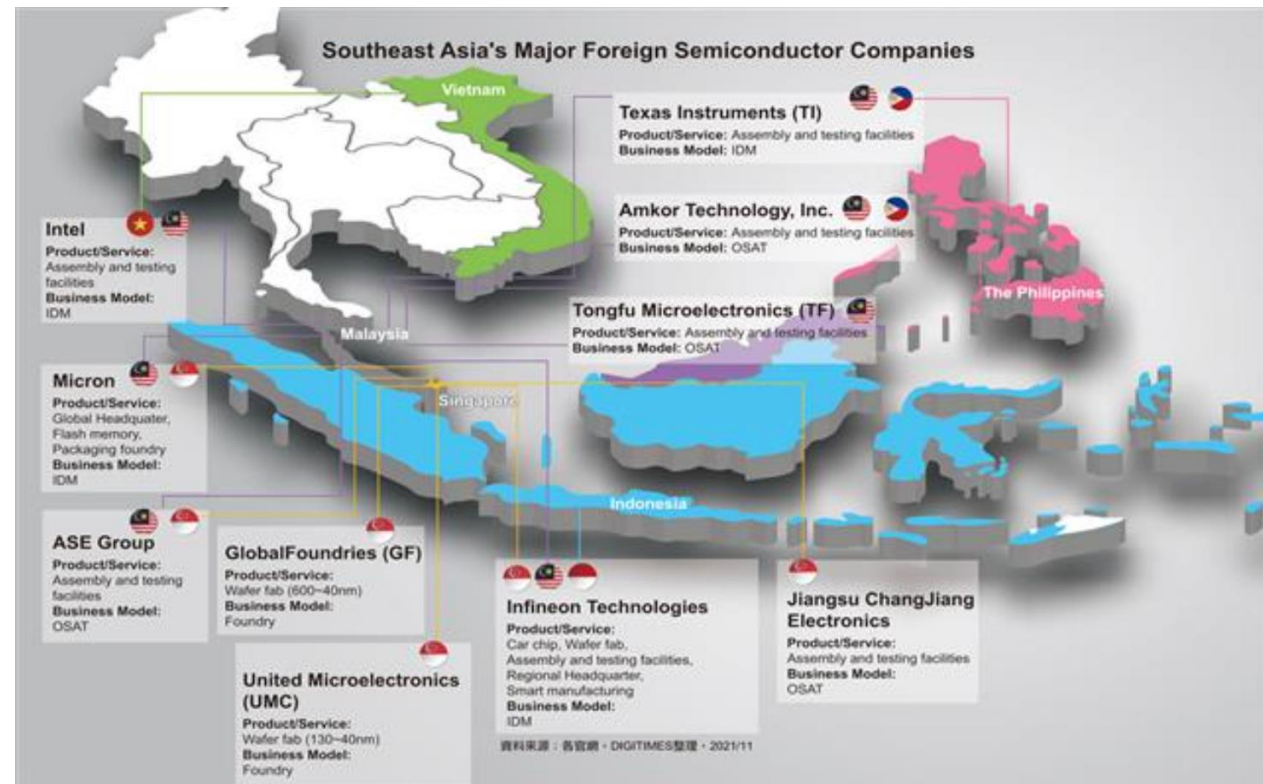 Southeast Asia's Major Foreign Semiconductor Companies
Vietnam
Texas Instruments (TI)
Product/Service: Assembly and testing facilities
Business Model: IDM
Amkor Technology, Inc.
Product/Service: Assembly and testing facilities
Business Model: OSAT
Intel
Product/Service:
Assembly and testing
facilities
Business Model:
IDM
The Philippines
Tongfu Microelectronics (TF)
Product/Service: Assembly and testing facilities
Business Model: OSAT
Malaysia
Micron
Product/Service:
Global Headquater,
Flash memory,
Packaging foundry
Business Model:
IDM
Singapore
Indonesia
ASE Group
Product/Service:
Assembly and testing
facilities
Business Model:
OSAT
GlobalFoundries (GF)
Product/Service:
Wafer fab (600~40nm)
Business Model:
Foundry
United Microelectronics
(UMC)
Product/Service:
Wafer fab (130~40nm)
Business Model:
Foundry
Infineon Technologies
Product/Service:
Car chip, Wafer fab,
Assembly and testing facilities,
Regional Headquarter,
Smart manufacturing
Business Model:
IDM
Jiangsu ChangJiang
Electronics
Product/Service:
Assembly and testing facilities
Business Model:
OSAT
資料來源：各官網，DIGITIMES整理，2021/11